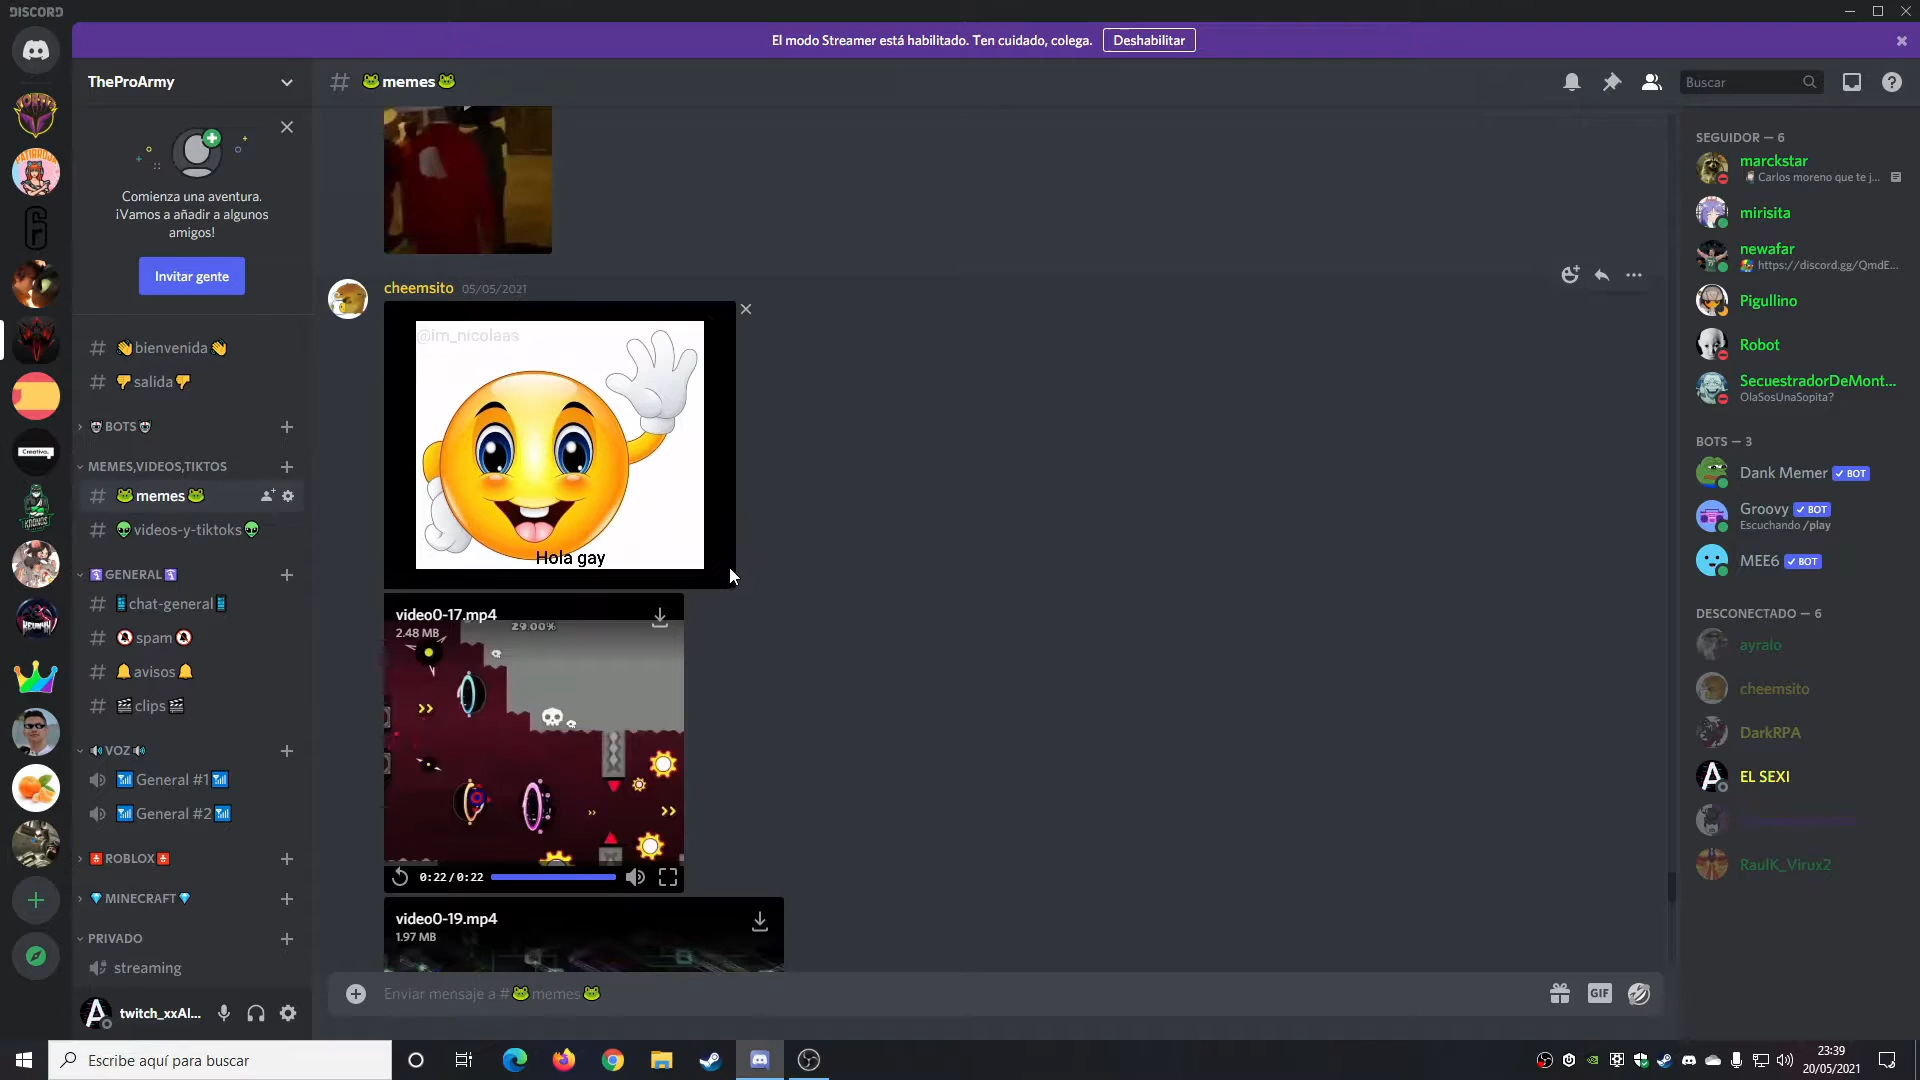 DISCORD
El modo Streamer está habilitado. Ten cuidado, colega.
Deshabilitar
TheProArmy
🐸memes🐸
Buscar
Comienza una aventura.
¡Vamos a añadir a algunos
amigos!
Invitar gente
👋bienvenida👋
👎salida👎
BOTS
MEMES,VIDEOS,TIKTOS
🐸memes🐸
👽videos-y-tiktoks👽
GENERAL
📱chat-general📱
🔕spam🔕
🔔avisos🔔
🎬clips🎬
🔊VOZ🔊
📶General #1📶
📶General #2📶
ROBLOX
💎MINECRAFT💎
PRIVADO
streaming
twitch_xxAl...
cheemsito 05/05/2021
@im_nicolaas
Hola gay
video0-17.mp4
2.48 MB
29.00%
0:22/0:22
video0-19.mp4
1.97 MB
Enviar mensaje a #🐸memes🐸
GIF
SEGUIDOR — 6
marckstar
Carlos moreno que te j...
mirisita
newafar
https://discord.gg/QmdE...
Pigullino
Robot
SecuestradorDeMont...
OlaSosUnaSopita?
BOTS — 3
Dank Memer ✓ BOT
Groovy ✓ BOT
Escuchando /play
MEE6 ✓ BOT
DESCONECTADO — 6
ayralo
cheemsito
DarkRPA
EL SEXI
RaulK_Virux2
Creativa.
KRONOS
Escribe aquí para buscar
23:39
20/05/2021